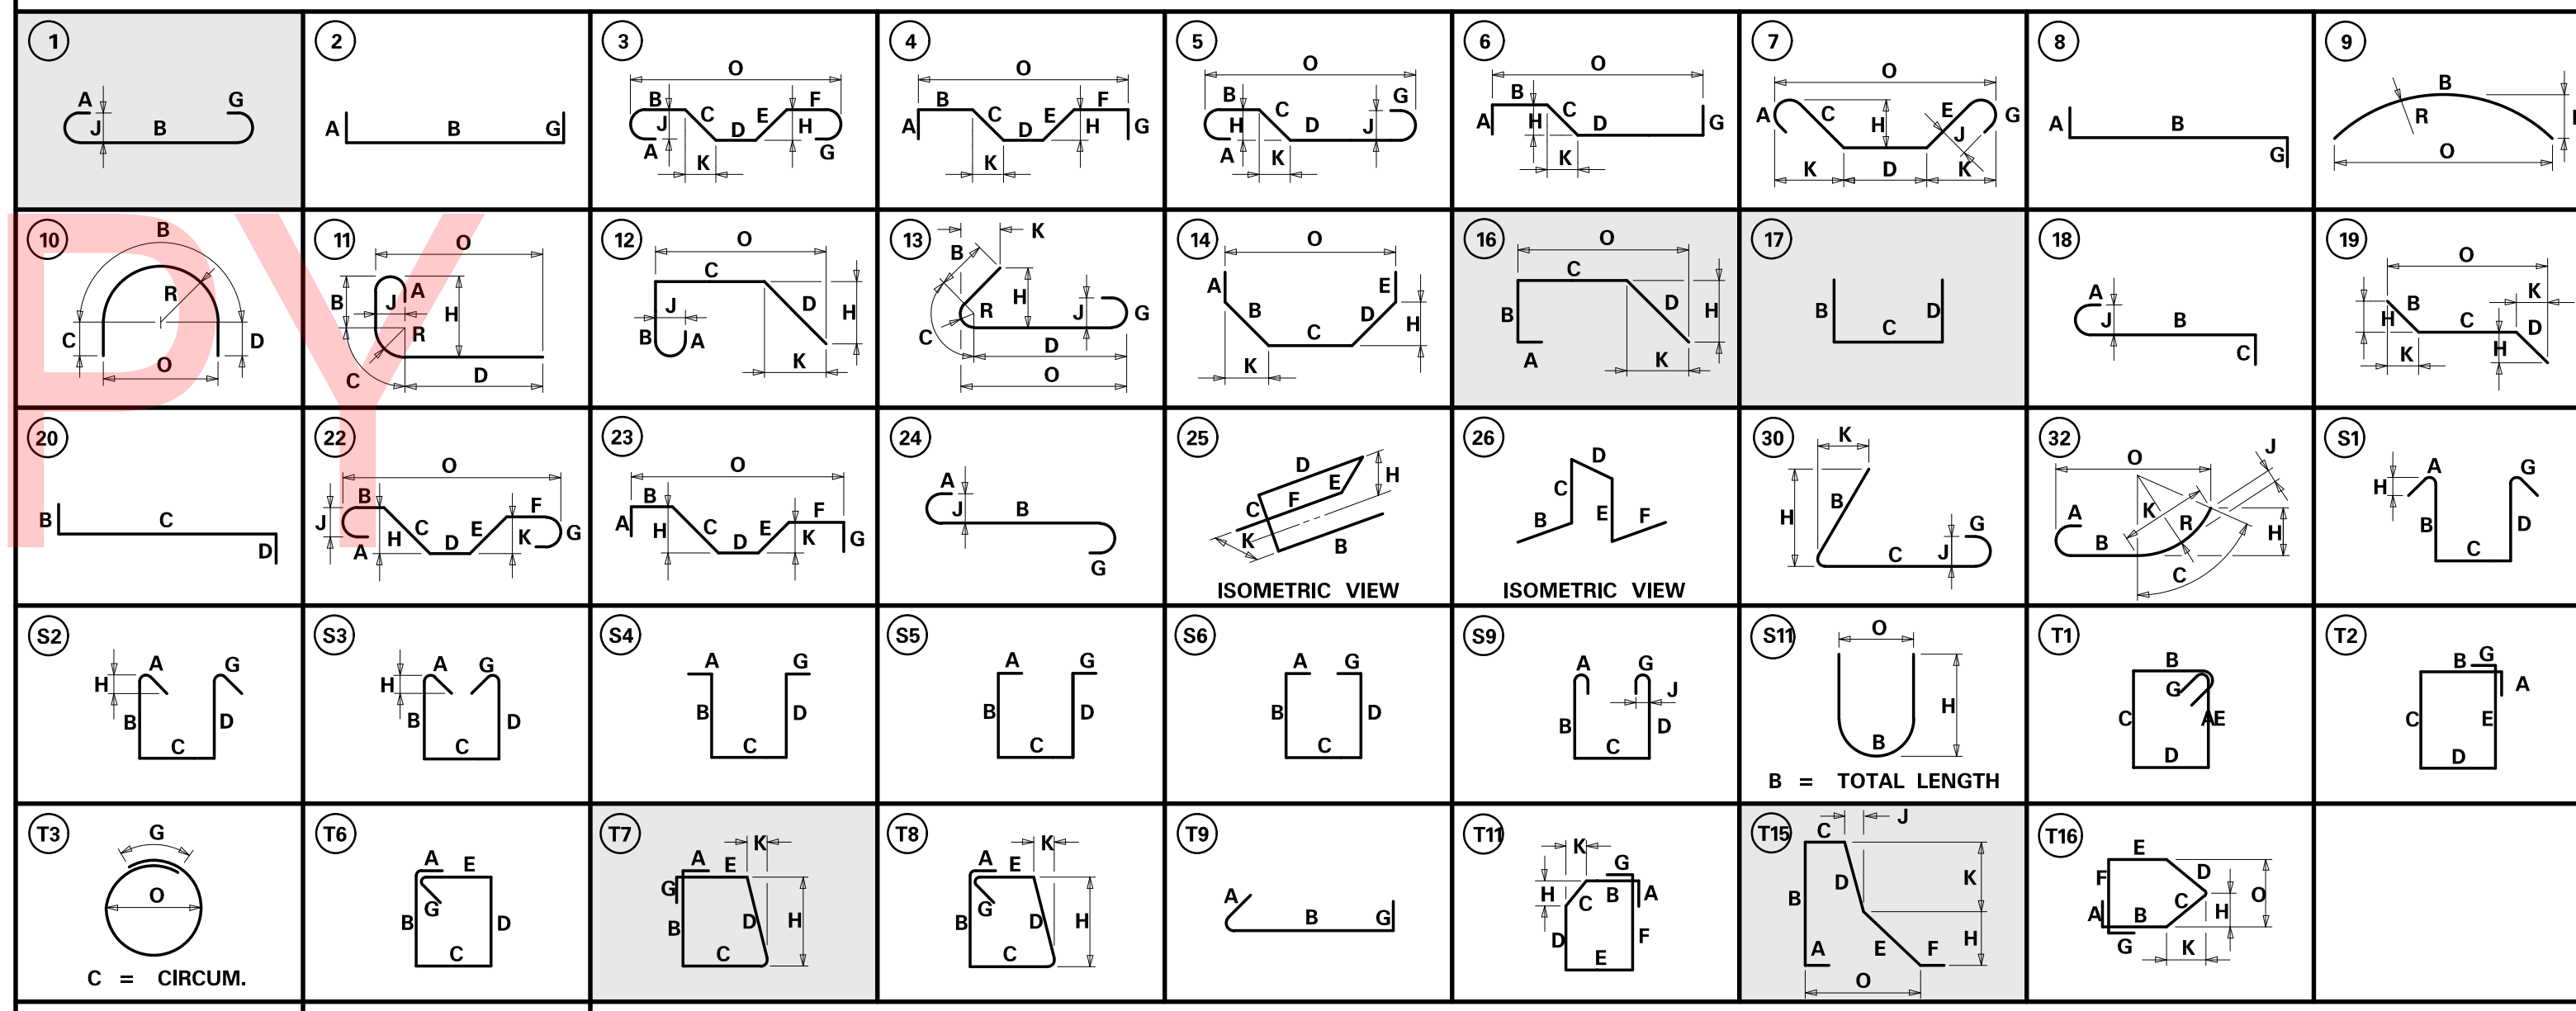 1 A G J B
2 A B G
3 O B C E F J H D A G K
4 O B C E F A D H G K
5 O B C G H D J A K
6 O B C A H D G K
7 O A C E G H J K D K
8 A B G
9 B R O
10 B R C D O
11 O A B J H R C D
12 O C J D H B A K
13 K B H R J G C D O
14 O A E B D H C K
16 O C B D H K A
17 B D C
18 A J B C
19 O K B H C D K H
20 B C D
22 O B F J C E G A H D K
23 O B F A C E H D K G
24 A J B G
25 D H E F C K B
ISOMETRIC VIEW
26 D C B E F
ISOMETRIC VIEW
30 K B H G C J
32 J O K A R H B C
S1 A G H B D C
S2 A G H B D C
S3 A G H B D C
S4 A G B D C
S5 A G B D C
S6 A G B D C
S9 A G J B D C
S11 O H B
B = TOTAL LENGTH
T1 B G C A E D
T2 B G A C E D
T3 G O
C = CIRCUM.
T6 A E G B D C
T7 K A E G D B H C
T8 K A E G B D H C
T9 A B G
T11 K G H A C B D F E
T15 C J K D B A E F H O
T16 E D F O C A B H G K
PY